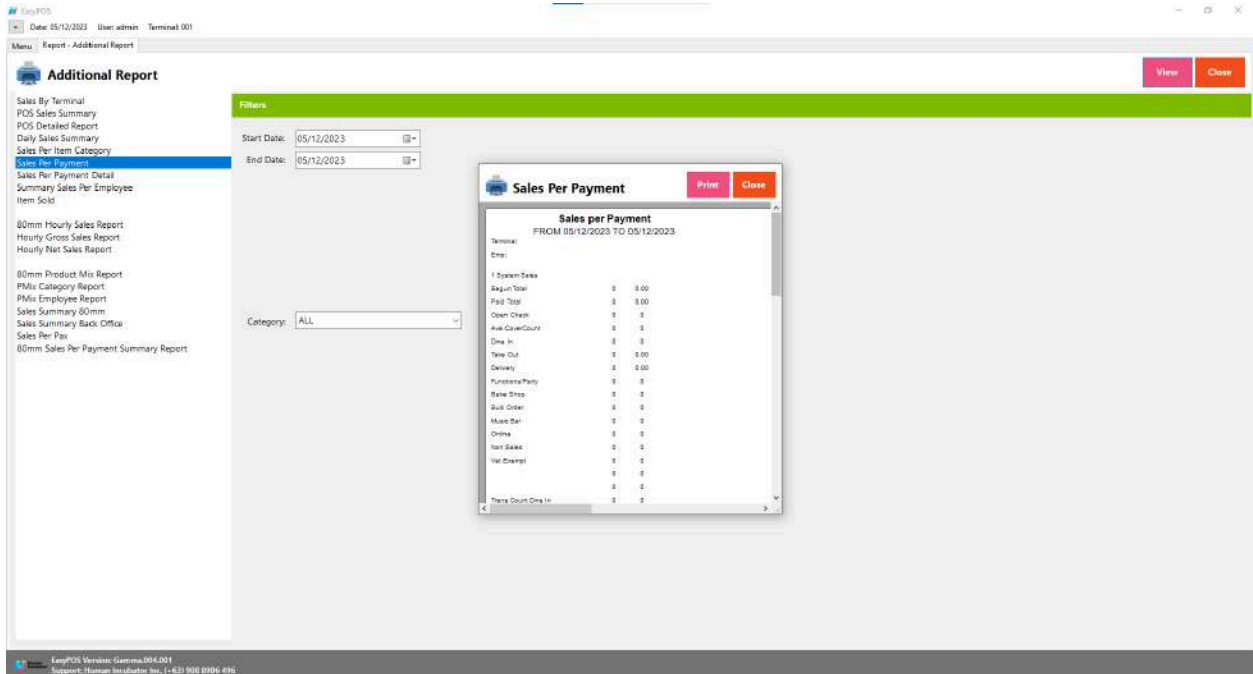 EasyPOS
Date: 05/12/2023 User: admin Terminal: 001
Menu Report - Additional Report
Additional Report
View
Close
Sales By Terminal
POS Sales Summary
POS Detailed Report
Daily Sales Summary
Sales Per Item Category
Sales Per Payment
Sales Per Payment Detail
Summary Sales Per Employee
Item Sold
80mm Hourly Sales Report
Hourly Gross Sales Report
Hourly Net Sales Report
80mm Product Mix Report
PMix Category Report
PMix Employee Report
Sales Summary 80mm
Sales Summary Back Office
Sales Per Pax
80mm Sales Per Payment Summary Report
Filters
Start Date: 05/12/2023
End Date: 05/12/2023
Category: ALL
Sales Per Payment
Print
Close
Sales per Payment
FROM 05/12/2023 TO 05/12/2023
Terminal:
Emp:
1 System Sales
Begun Total 0 0.00
Paid Total 0 0.00
Open Check 0 0
Ave.CoverCount 0 0
Dine In 0 0
Take Out 0 0.00
Delivery 0 0.00
Functions/Party 0 0
Bake Shop 0 0
Bulk Order 0 0
Music Bar 0 0
Online 0 0
Non Sales 0 0
Vat Exempt 0 0
0 0
0 0
Trans Count Dine In 0 0
EasyPOS Version: Gamma.004.001
Support: Human Incubator Inc. (+63) 908 8906 496